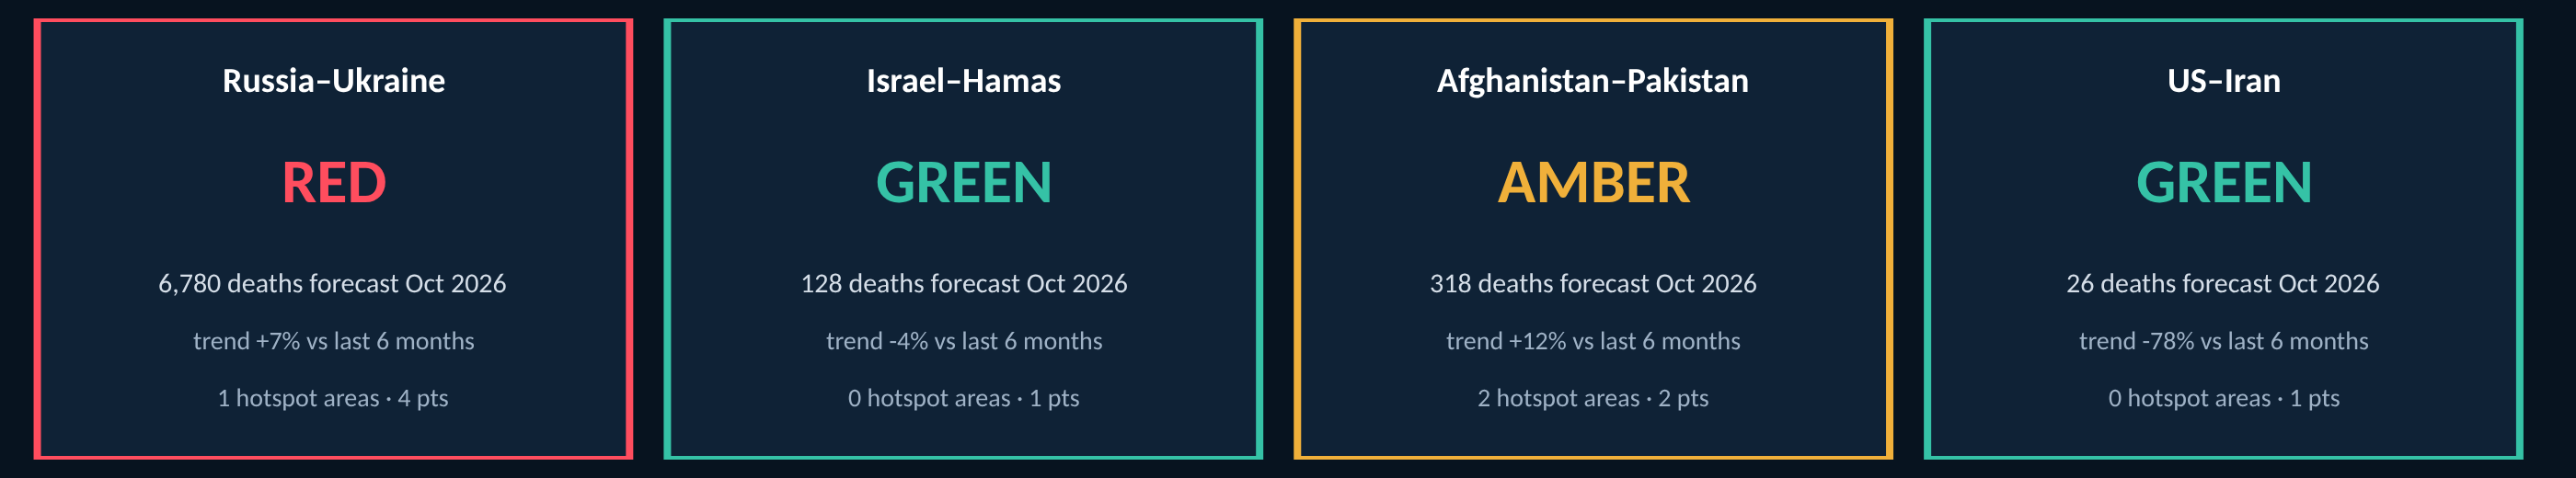 Russia–Ukraine
RED
6,780 deaths forecast Oct 2026
trend +7% vs last 6 months
1 hotspot areas · 4 pts
Israel–Hamas
GREEN
128 deaths forecast Oct 2026
trend -4% vs last 6 months
0 hotspot areas · 1 pts
Afghanistan–Pakistan
AMBER
318 deaths forecast Oct 2026
trend +12% vs last 6 months
2 hotspot areas · 2 pts
US–Iran
GREEN
26 deaths forecast Oct 2026
trend -78% vs last 6 months
0 hotspot areas · 1 pts